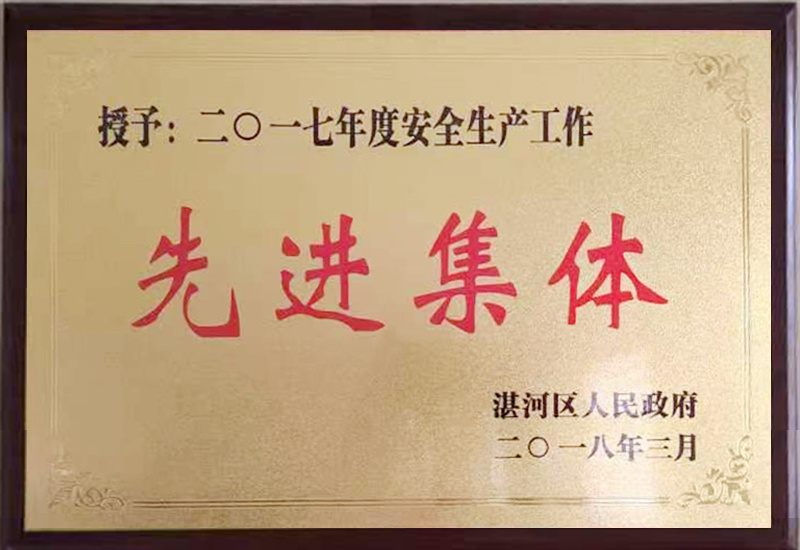 授予：二〇一七年度安全生产工作
先进集体
湛河区人民政府
二〇一八年三月